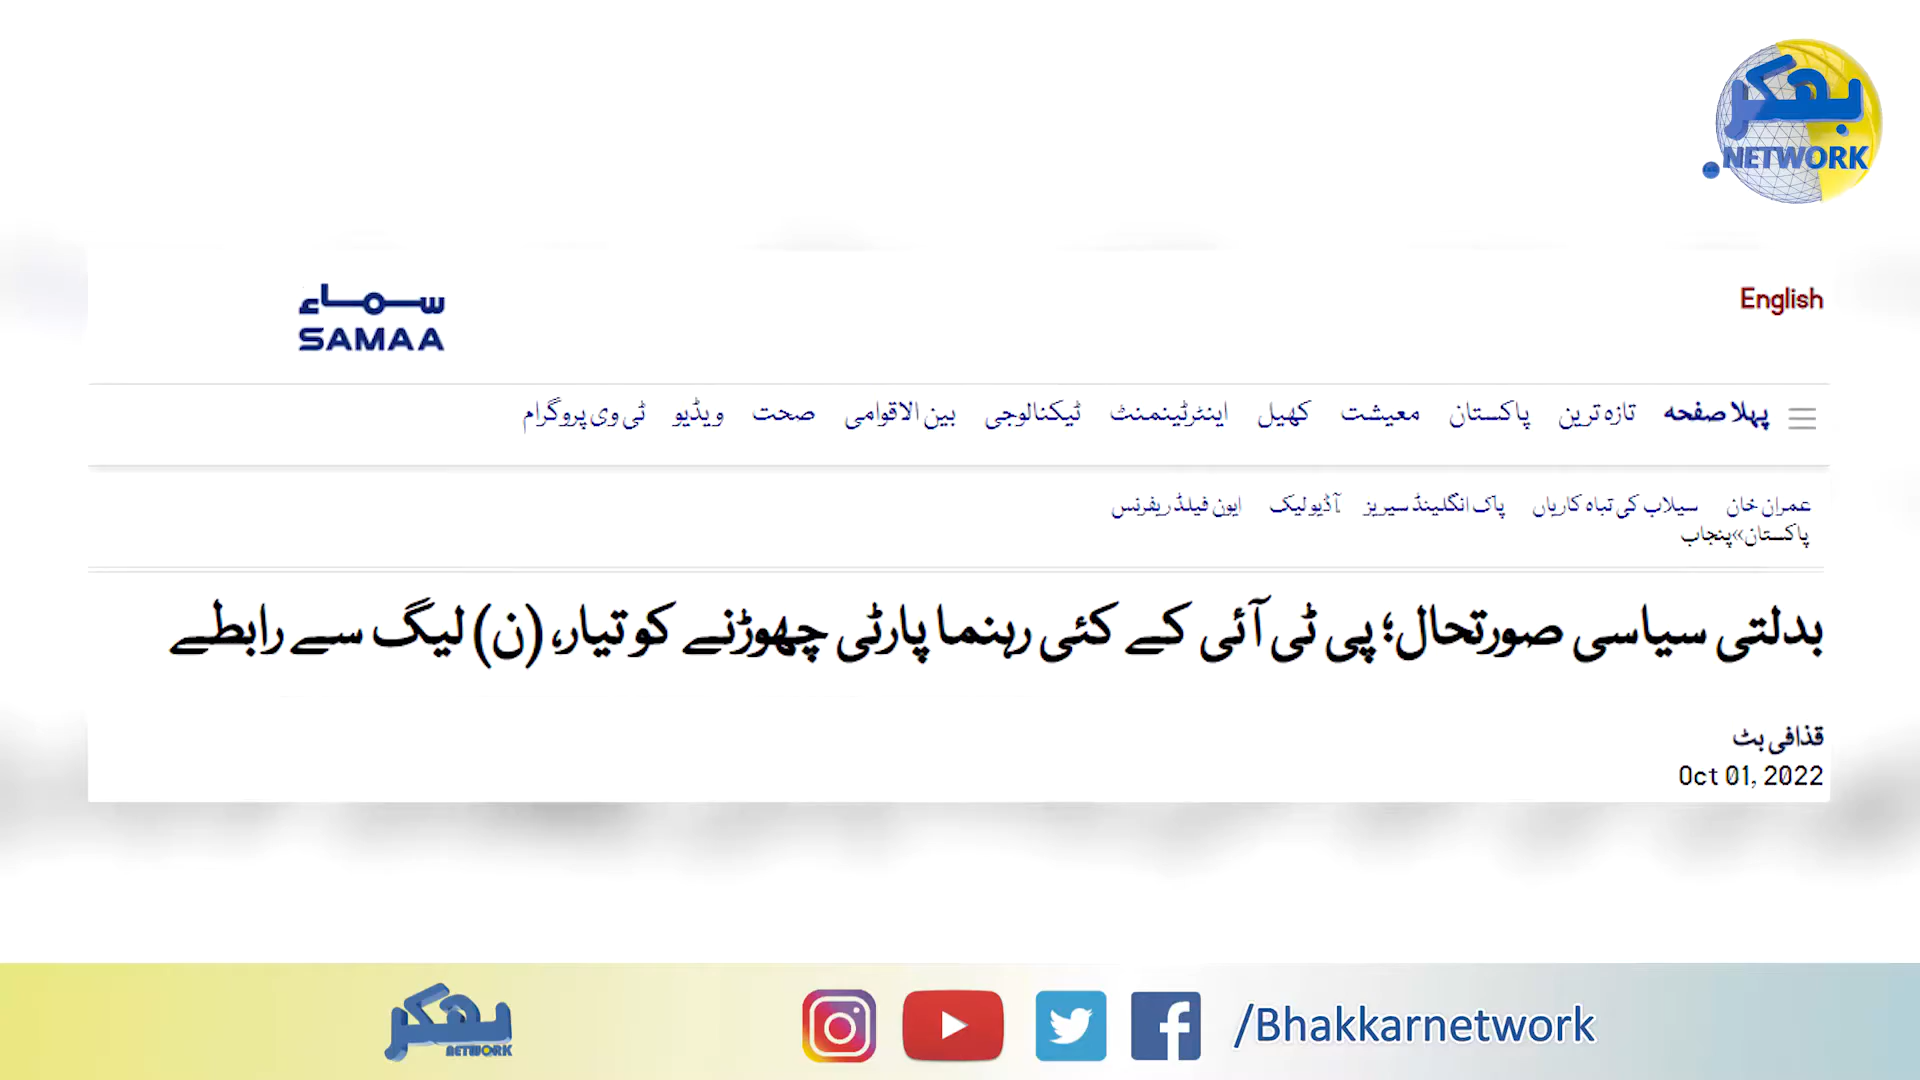 بھکر
NETWORK
سماء
SAMAA
English
پہلا صفحہ تازہ ترین پاکستان معیشت کھیل اینٹرٹینمنٹ ٹیکنالوجی بین الاقوامی صحت ویڈیو ٹی وی پروگرام
عمران خان سیلاب کی تباہ کاریاں پاک انگلینڈ سیریز آڈیو لیک ایون فیلڈ ریفرنس
پاکستان»پنجاب
بدلتی سیاسی صورتحال؛ پی ٹی آئی کے کئی رہنما پارٹی چھوڑنے کو تیار، (ن) لیگ سے رابطے
قذافی بٹ
Oct 01, 2022
بھکر
NETWORK
/Bhakkarnetwork